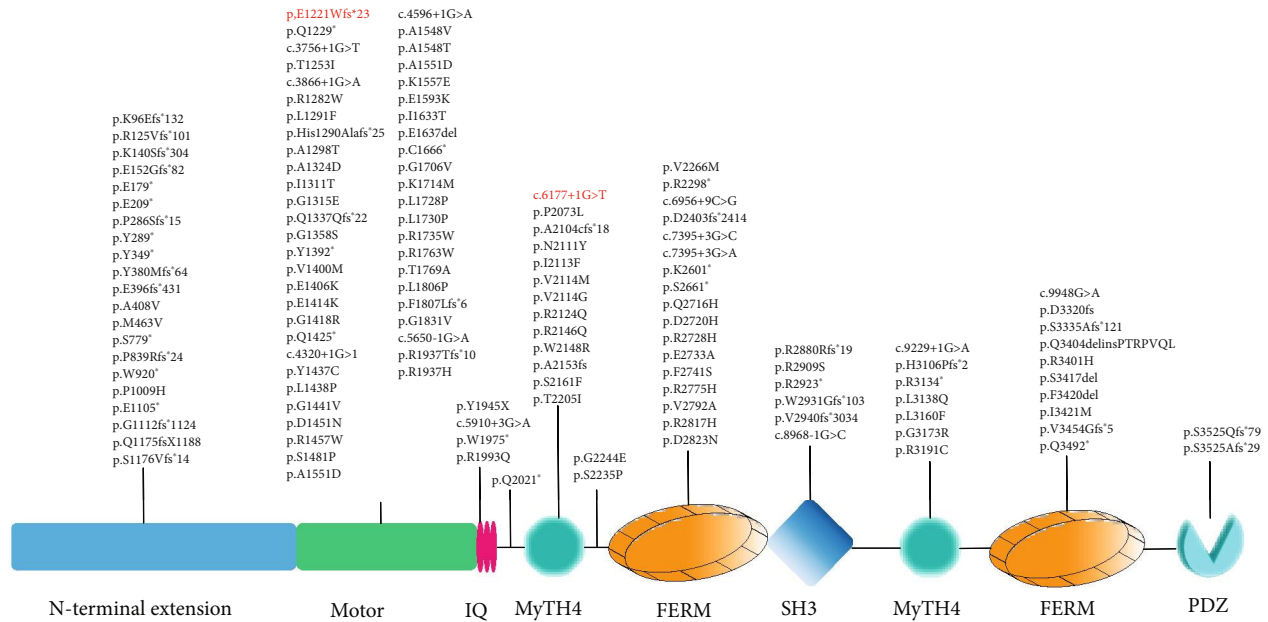 p.K96Efs*132
p.R125Vfs*101
p.K140Sfs*304
p.E152Gfs*82
p.E179*
p.E209*
p.P286Sfs*15
p.Y289*
p.Y349*
p.Y380Mfs*64
p.E396fs*431
p.A408V
p.M463V
p.S779*
p.P839Rfs*24
p.W920*
p.P1009H
p.E1105*
p.G1112fs*1124
p.Q1175fsX1188
p.S1176Vfs*14
p,E1221Wfs*23
p.Q1229*
c.3756+1G>T
p.T1253I
c.3866+1G>A
p.R1282W
p.L1291F
p.His1290Alafs*25
p.A1298T
p.A1324D
p.I1311T
p.G1315E
p.Q1337Qfs*22
p.G1358S
p.Y1392*
p.V1400M
p.E1406K
p.E1414K
p.G1418R
p.Q1425*
c.4320+1G>1
p.Y1437C
p.L1438P
p.G1441V
p.D1451N
p.R1457W
p.S1481P
p.A1551D
c.4596+1G>A
p.A1548V
p.A1548T
p.A1551D
p.K1557E
p.E1593K
p.I1633T
p.E1637del
p.C1666*
p.G1706V
p.K1714M
p.L1728P
p.L1730P
p.R1735W
p.R1763W
p.T1769A
p.L1806P
p.F1807Lfs*6
p.G1831V
c.5650-1G>A
p.R1937Tfs*10
p.R1937H
p.Y1945X
c.5910+3G>A
p.W1975*
p.R1993Q
p.Q2021*
c.6177+1G>T
p.P2073L
p.A2104cfs*18
p.N2111Y
p.I2113F
p.V2114M
p.V2114G
p.R2124Q
p.R2146Q
p.W2148R
p.A2153fs
p.S2161F
p.T2205I
p.G2244E
p.S2235P
p.V2266M
p.R2298*
c.6956+9C>G
p.D2403fs*2414
c.7395+3G>C
c.7395+3G>A
p.K2601*
p.S2661*
p.Q2716H
p.D2720H
p.R2728H
p.E2733A
p.F2741S
p.R2775H
p.V2792A
p.R2817H
p.D2823N
p.R2880Rfs*19
p.R2909S
p.R2923*
p.W2931Gfs*103
p.V2940fs*3034
c.8968-1G>C
c.9229+1G>A
p.H3106Pfs*2
p.R3134*
p.L3138Q
p.L3160F
p.G3173R
p.R3191C
c.9948G>A
p.D3320fs
p.S3335Afs*121
p.Q3404delinsPTRPVQL
p.R3401H
p.S3417del
p.F3420del
p.I3421M
p.V3454Gfs*5
p.Q3492*
p.S3525Qfs*79
p.S3525Afs*29
N-terminal extension
Motor
IQ
MyTH4
FERM
SH3
MyTH4
FERM
PDZ